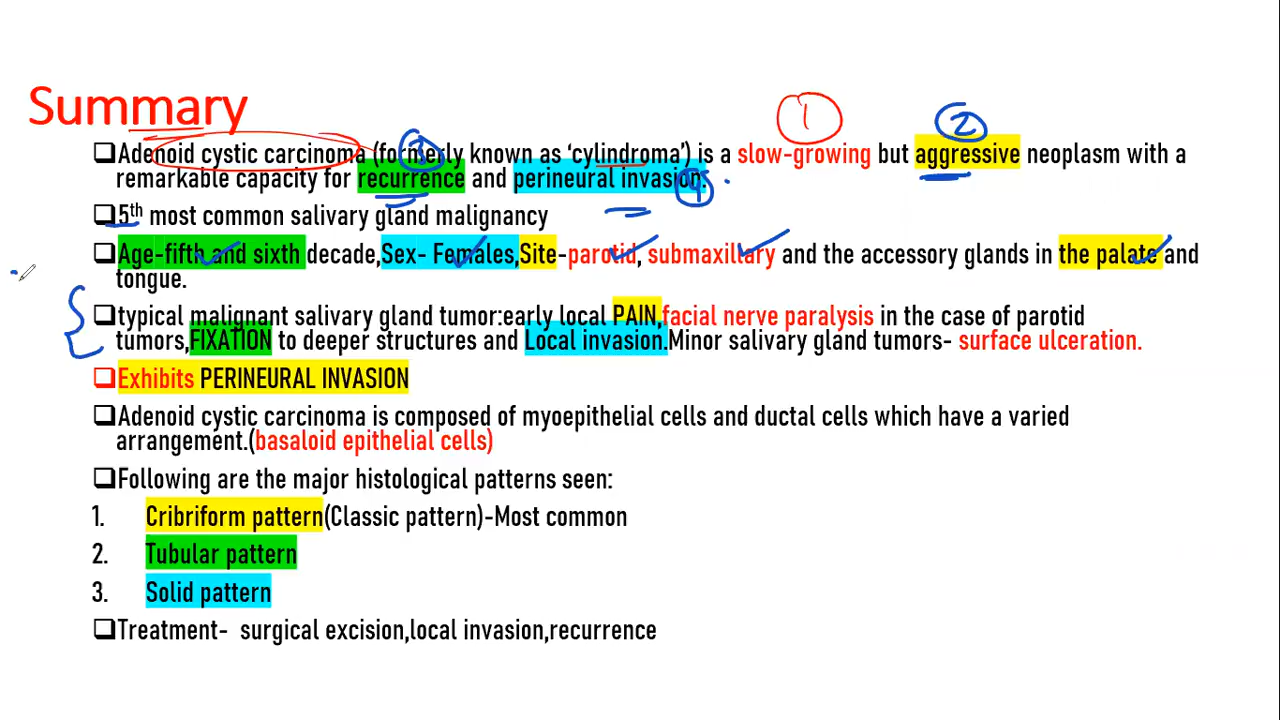 Summary
1
2
3
❑Adenoid cystic carcinoma (formerly known as ‘cylindroma’) is a slow-growing but aggressive neoplasm with a
remarkable capacity for recurrence and perineural invasion.
4
❑5th most common salivary gland malignancy
❑Age-fifth and sixth decade,Sex- Females,Site-parotid, submaxillary and the accessory glands in the palate and
tongue.
❑typical malignant salivary gland tumor:early local PAIN,facial nerve paralysis in the case of parotid
tumors,FIXATION to deeper structures and Local invasion.Minor salivary gland tumors- surface ulceration.
❑Exhibits PERINEURAL INVASION
❑Adenoid cystic carcinoma is composed of myoepithelial cells and ductal cells which have a varied
arrangement.(basaloid epithelial cells)
❑Following are the major histological patterns seen:
1. Cribriform pattern(Classic pattern)-Most common
2. Tubular pattern
3. Solid pattern
❑Treatment- surgical excision,local invasion,recurrence